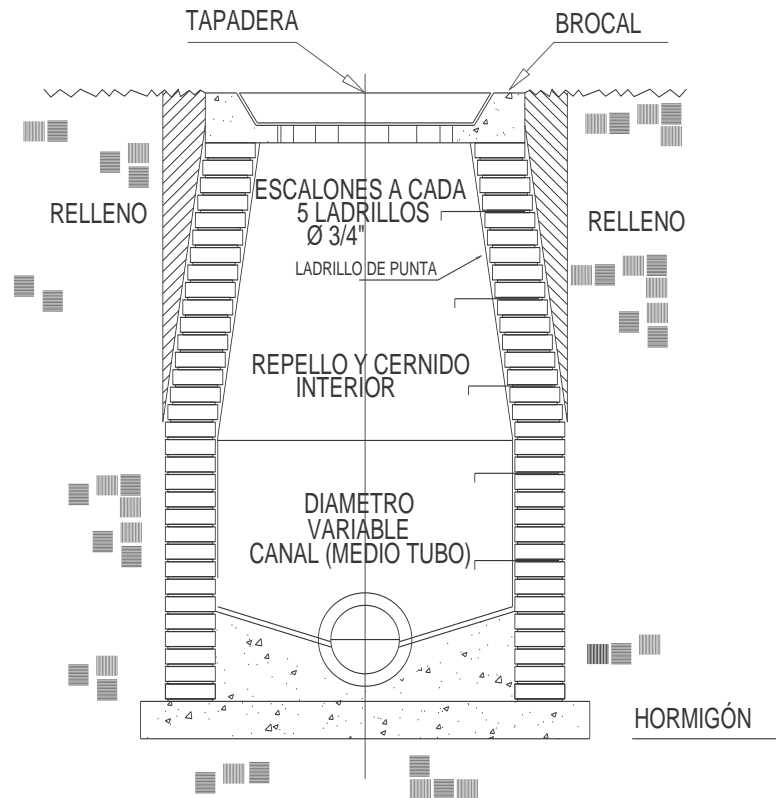 TAPADERA
BROCAL
ESCALONES A CADA
5 LADRILLOS
Ø 3/4"
RELLENO
RELLENO
LADRILLO DE PUNTA
REPELLO Y CERNIDO
INTERIOR
DIAMETRO
VARIABLE
CANAL (MEDIO TUBO)
HORMIGÓN